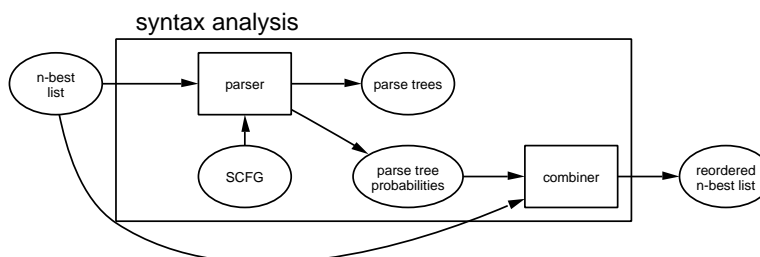 syntax analysis
n-best
list
parser
parse trees
SCFG
parse tree
probabilities
combiner
reordered
n-best list